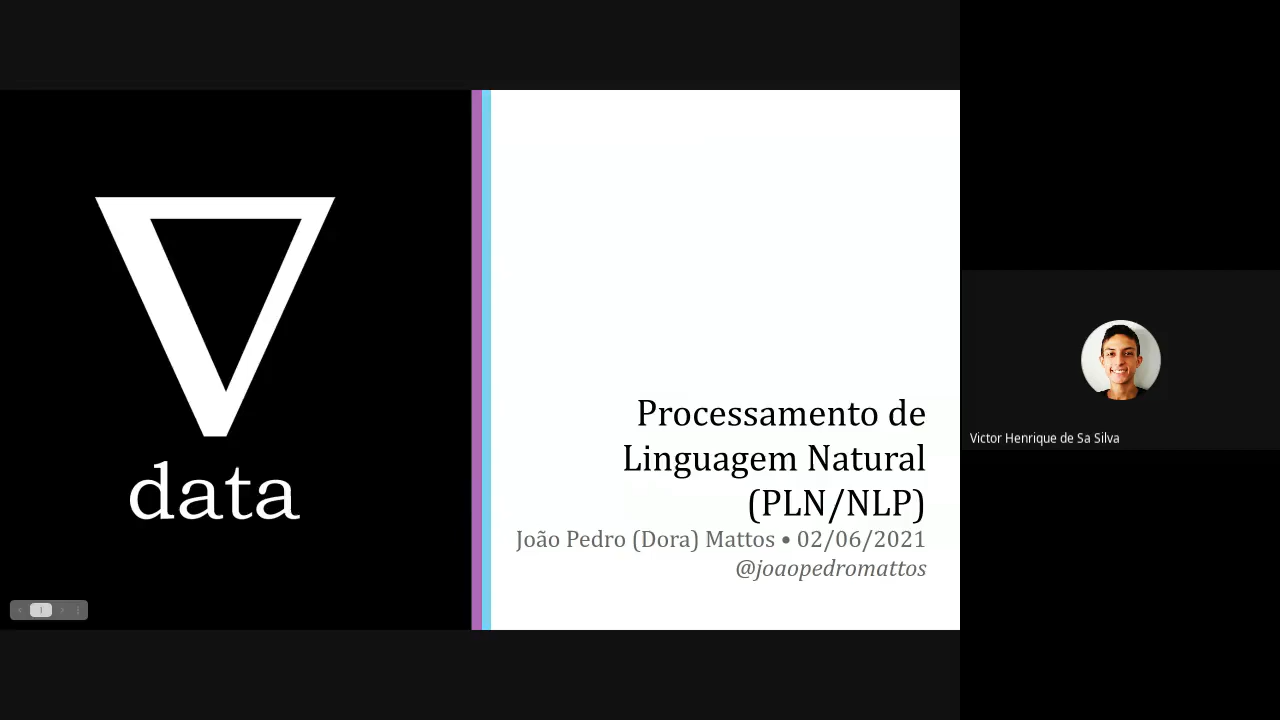 data
Processamento de
Linguagem Natural
(PLN/NLP)
João Pedro (Dora) Mattos • 02/06/2021
@joaopedromattos
Victor Henrique de Sa Silva